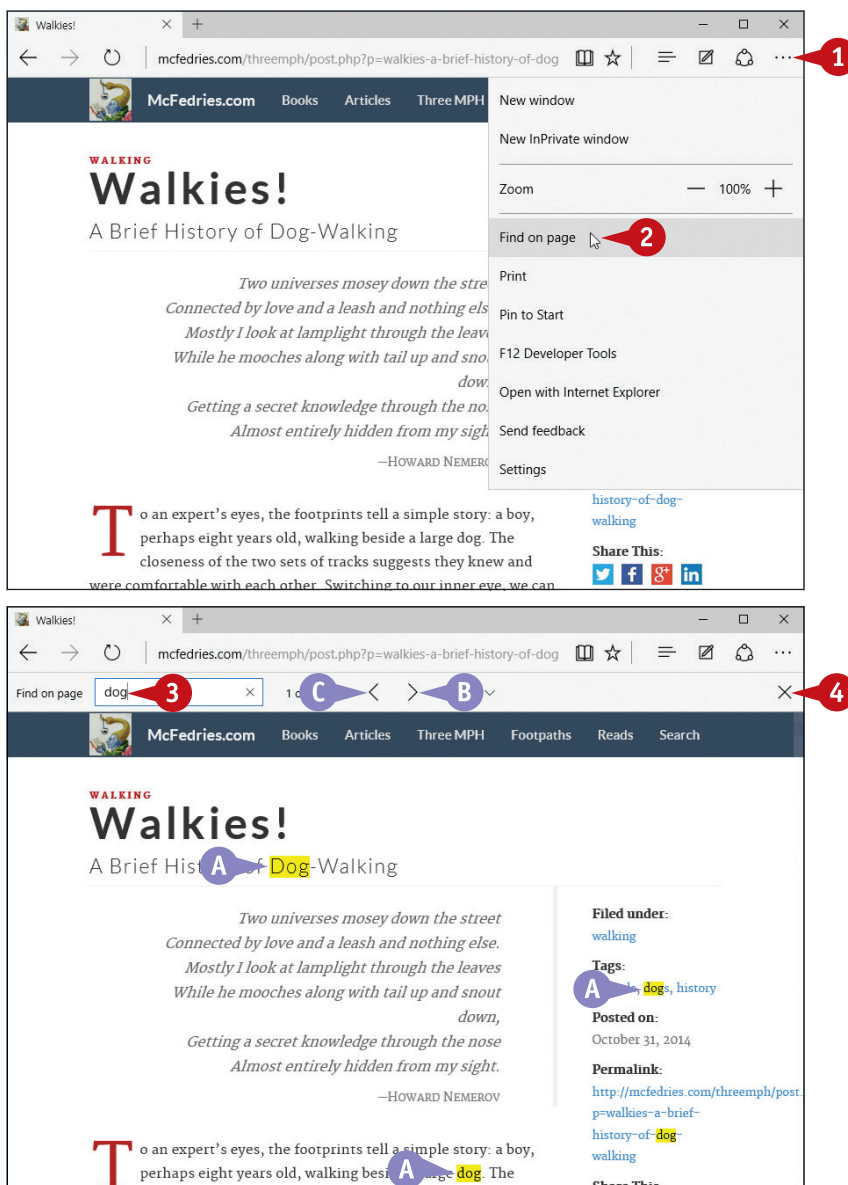 Walkies!
mcfedries.com/threemph/post.php?p=walkies-a-brief-history-of-dog
1
McFedries.com Books Articles Three MPH
New window
New InPrivate window
Zoom 100%
Find on page
2
Print
Pin to Start
F12 Developer Tools
Open with Internet Explorer
Send feedback
Settings
WALKING
Walkies!
A Brief History of Dog-Walking
Two universes mosey down the stre
Connected by love and a leash and nothing els
Mostly I look at lamplight through the leav
While he mooches along with tail up and snou
dow
Getting a secret knowledge through the no
Almost entirely hidden from my sigh
—HOWARD NEMERO
To an expert's eyes, the footprints tell a simple story: a boy,
perhaps eight years old, walking beside a large dog. The
closeness of the two sets of tracks suggests they knew and
were comfortable with each other. Switching to our inner eye, we can
history-of-dog-
walking
Share This:
Walkies!
mcfedries.com/threemph/post.php?p=walkies-a-brief-history-of-dog
Find on page dog 3 1 C B
4
McFedries.com Books Articles Three MPH Footpaths Reads Search
WALKING
Walkies!
A Brief His A of Dog-Walking
Two universes mosey down the street
Connected by love and a leash and nothing else.
Mostly I look at lamplight through the leaves
While he mooches along with tail up and snout
down,
Getting a secret knowledge through the nose
Almost entirely hidden from my sight.
—HOWARD NEMEROV
To an expert's eyes, the footprints tell a simple story: a boy,
perhaps eight years old, walking besi A dog. The
Filed under:
walking
Tags:
A dogs, history
Posted on:
October 31, 2014
Permalink:
http://mcfedries.com/threemph/post.
p=walkies-a-brief-
history-of-dog-
walking
Share This